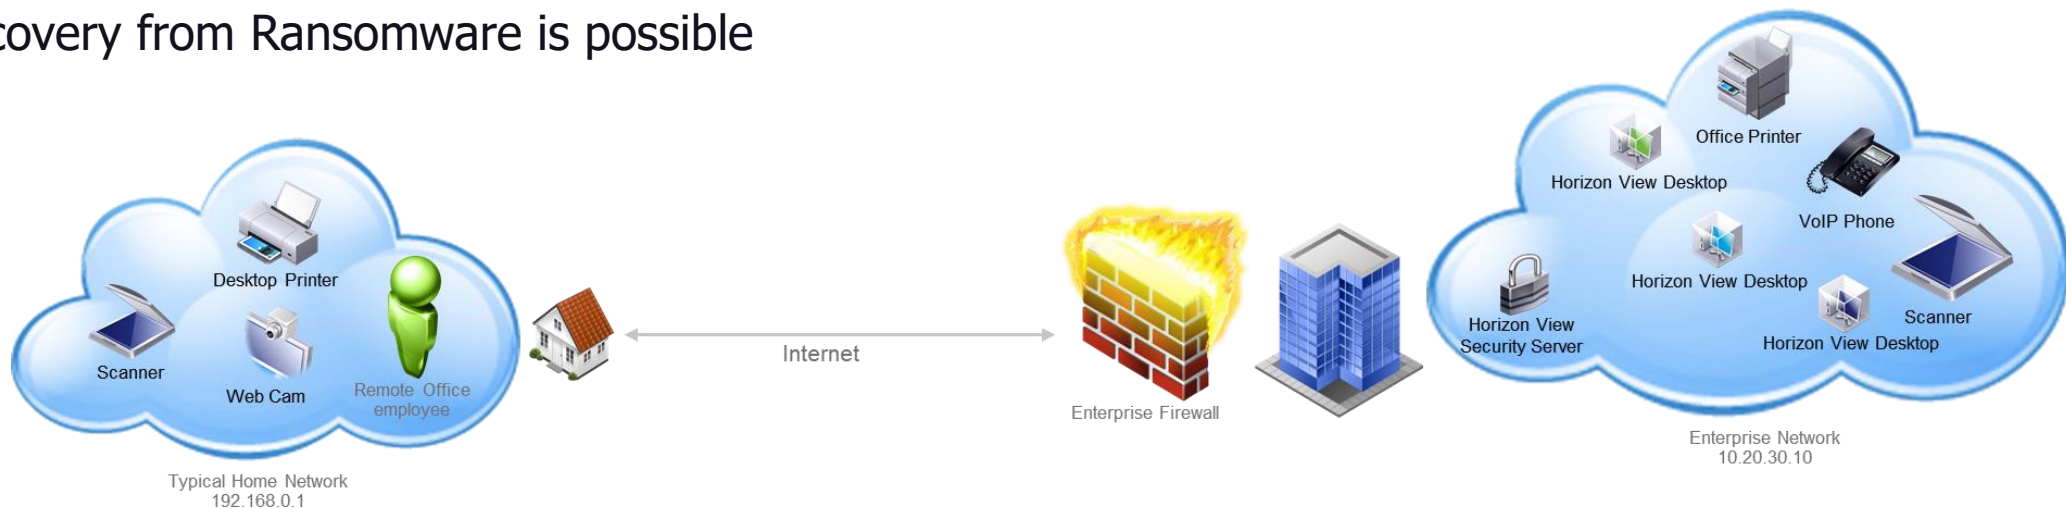 covery from Ransomware is possible
Desktop Printer
Scanner
Web Cam
Remote Office
employee
Typical Home Network
192.168.0.1
Internet
Enterprise Firewall
Office Printer
Horizon View Desktop
VoIP Phone
Horizon View Desktop
Horizon View
Security Server
Scanner
Horizon View Desktop
Enterprise Network
10.20.30.10